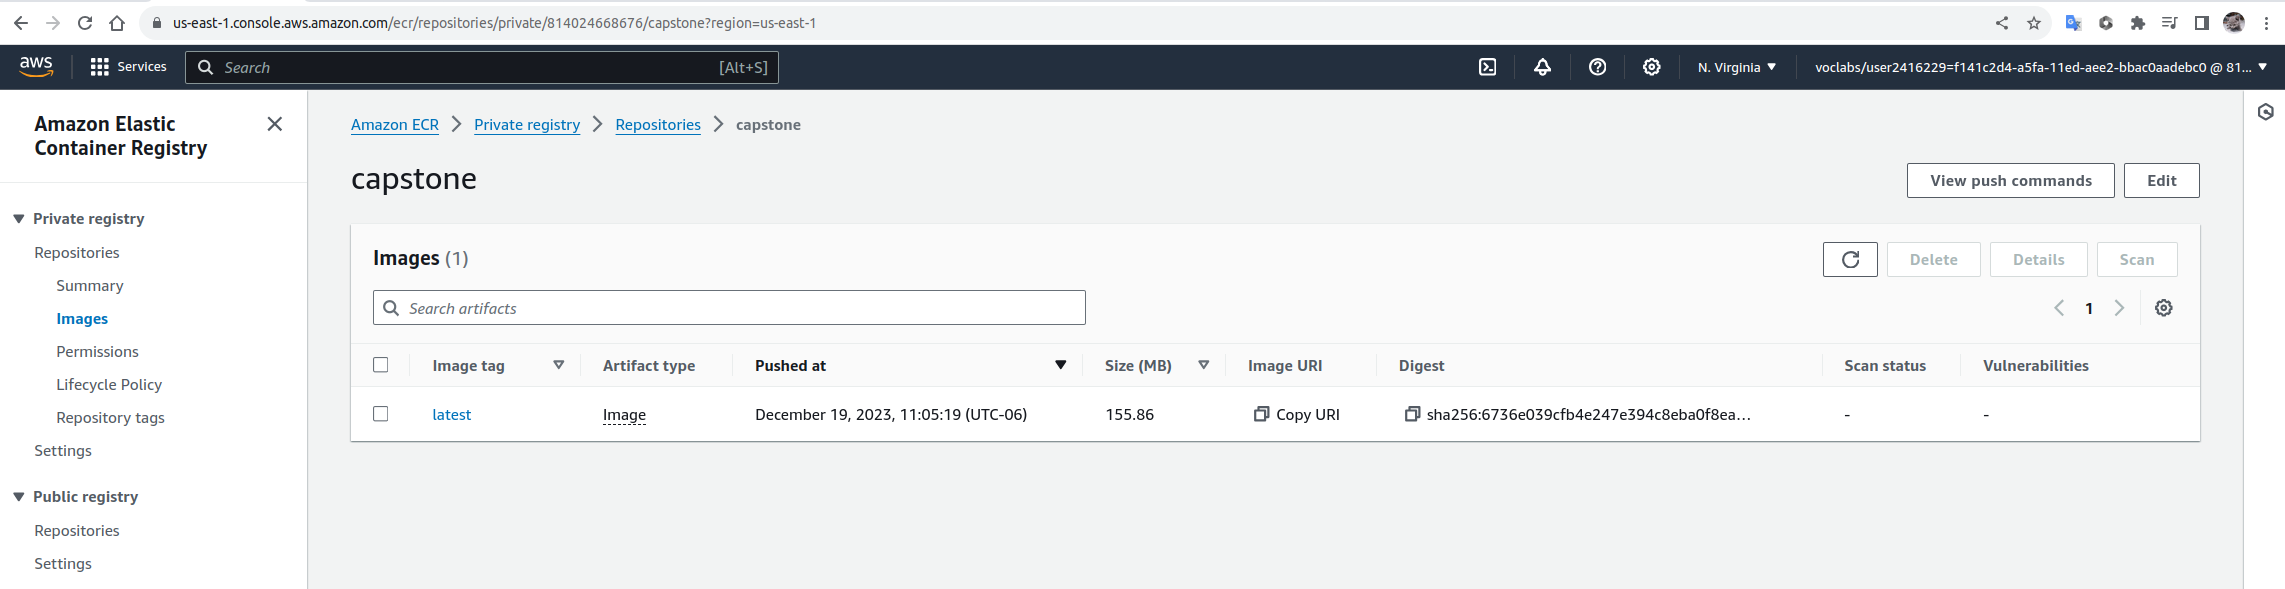 us-east-1.console.aws.amazon.com/ecr/repositories/private/814024668676/capstone?region=us-east-1
aws
Services
Search
[Alt+S]
N. Virginia
voclabs/user2416229=f141c2d4-a5fa-11ed-aee2-bbac0aadebc0 @ 81...
Amazon Elastic
Container Registry
Private registry
Repositories
Summary
Images
Permissions
Lifecycle Policy
Repository tags
Settings
Public registry
Repositories
Settings
Amazon ECR > Private registry > Repositories > capstone
capstone
View push commands
Edit
Images (1)
Delete
Details
Scan
Search artifacts
1
Image tag Artifact type Pushed at Size (MB) Image URI Digest Scan status Vulnerabilities
latest Image December 19, 2023, 11:05:19 (UTC-06) 155.86 Copy URI sha256:6736e039cfb4e247e394c8eba0f8ea... - -